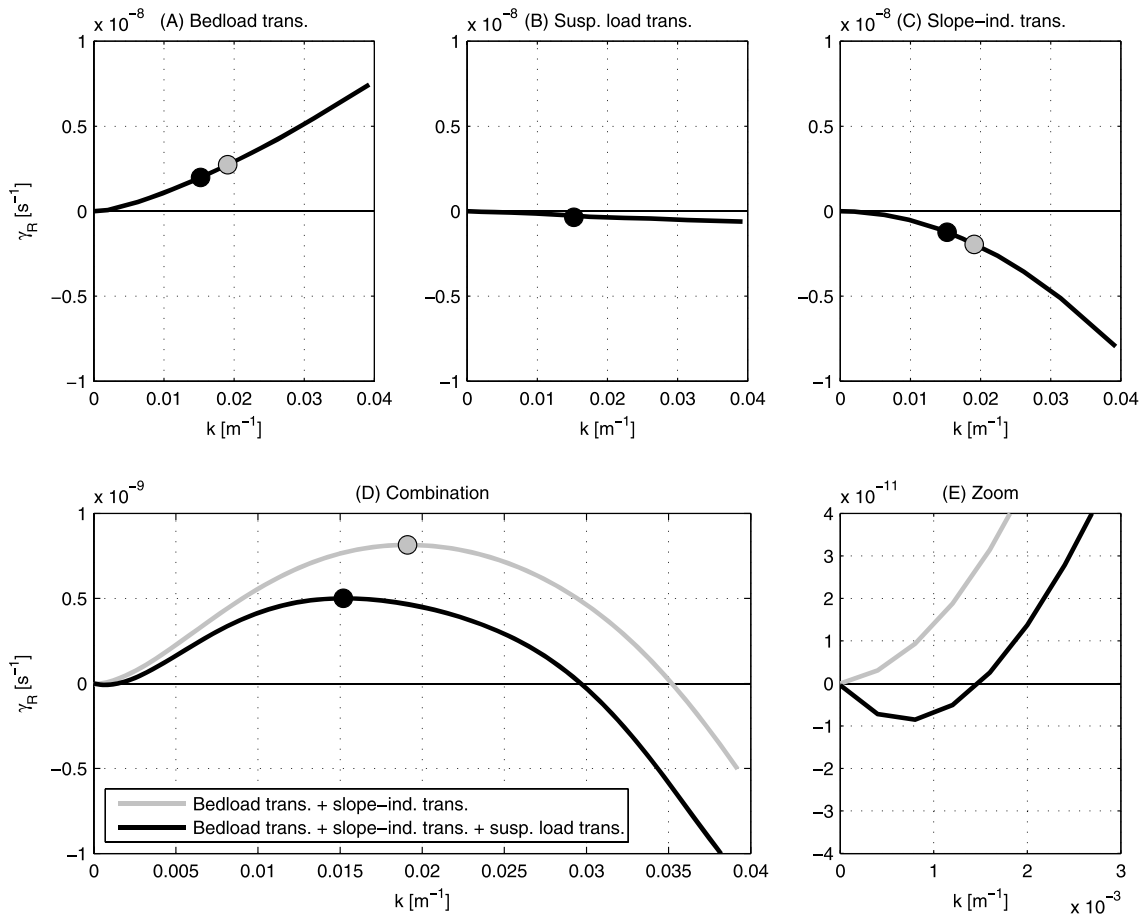 x 10⁻⁸ (A) Bedload trans.
x 10⁻⁸ (B) Susp. load trans.
x 10⁻⁸ (C) Slope−ind. trans.
1
0.5
0
−0.5
−1
γR [s⁻¹]
0 0.01 0.02 0.03 0.04
k [m⁻¹]
1
0.5
0
−0.5
−1
0 0.01 0.02 0.03 0.04
k [m⁻¹]
1
0.5
0
−0.5
−1
0 0.01 0.02 0.03 0.04
k [m⁻¹]
x 10⁻⁹ (D) Combination
1
0.5
0
−0.5
−1
γR [s⁻¹]
Bedload trans. + slope−ind. trans.
Bedload trans. + slope−ind. trans. + susp. load trans.
0 0.005 0.01 0.015 0.02 0.025 0.03 0.035 0.04
k [m⁻¹]
x 10⁻¹¹ (E) Zoom
4
3
2
1
0
−1
−2
−3
−4
0 1 2 3
k [m⁻¹]
x 10⁻³